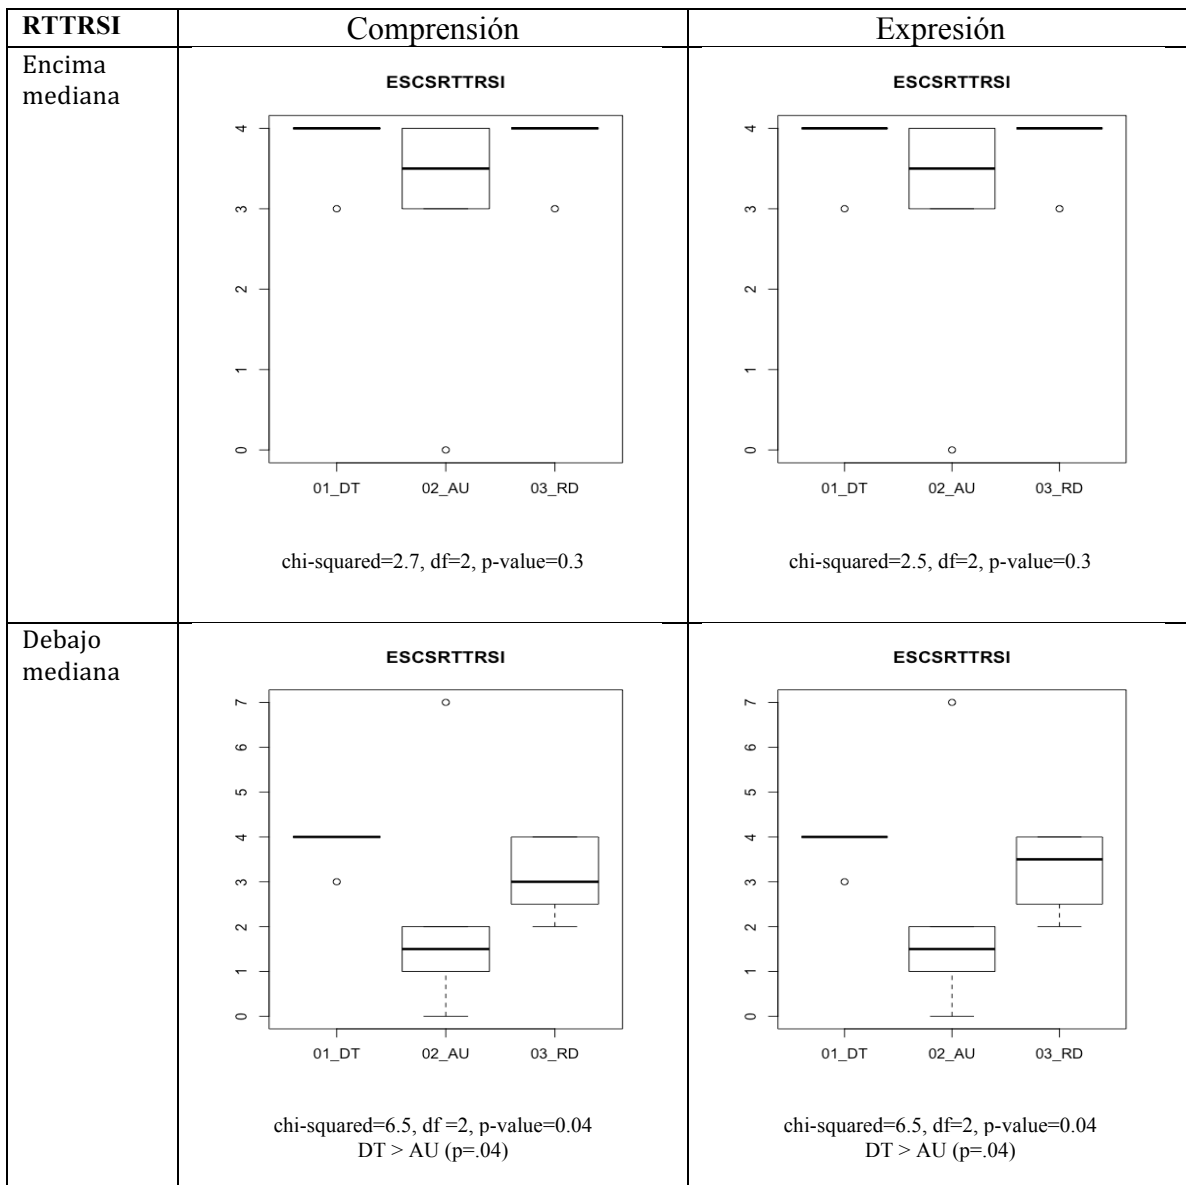 RTTRSI Comprensión Expresión
Encima
mediana
ESCSRTTRSI
4
3
2
1
0
01_DT 02_AU 03_RD
chi-squared=2.7, df=2, p-value=0.3
ESCSRTTRSI
4
3
2
1
0
01_DT 02_AU 03_RD
chi-squared=2.5, df=2, p-value=0.3
Debajo
mediana
ESCSRTTRSI
7
6
5
4
3
2
1
0
01_DT 02_AU 03_RD
chi-squared=6.5, df =2, p-value=0.04
DT > AU (p=.04)
ESCSRTTRSI
7
6
5
4
3
2
1
0
01_DT 02_AU 03_RD
chi-squared=6.5, df=2, p-value=0.04
DT > AU (p=.04)